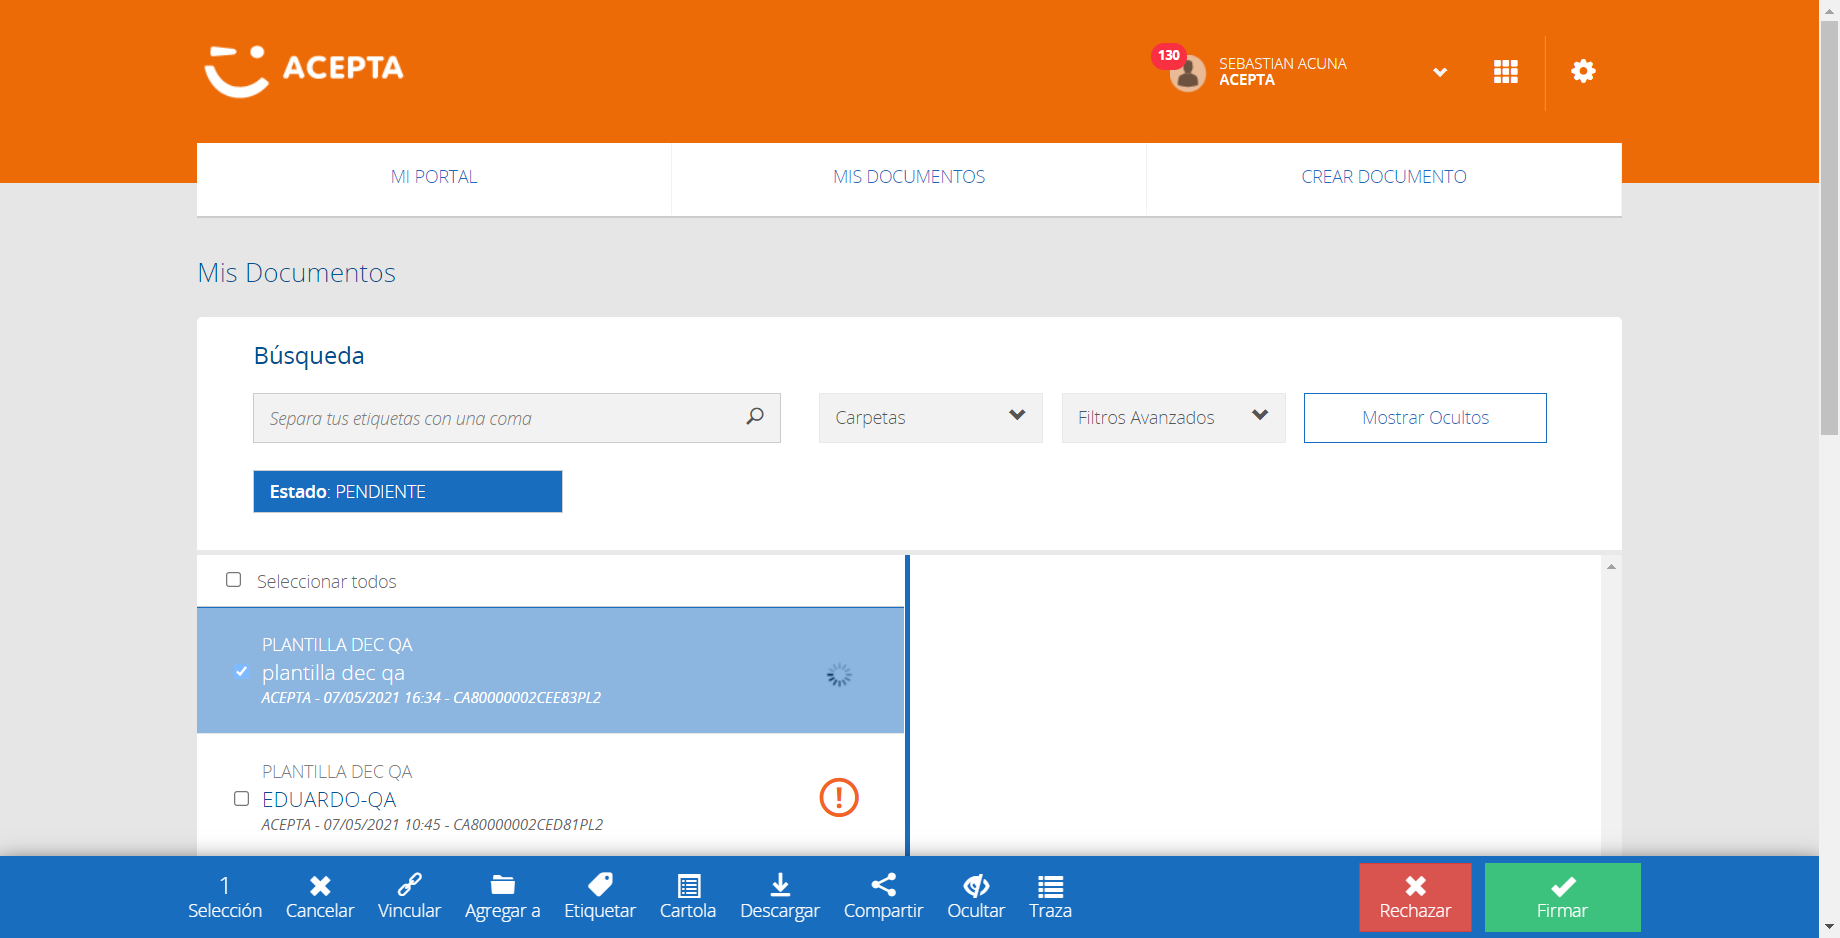 ACEPTA
130
SEBASTIAN ACUNA
ACEPTA
MI PORTAL
MIS DOCUMENTOS
CREAR DOCUMENTO
Mis Documentos
Búsqueda
Separa tus etiquetas con una coma
Carpetas
Filtros Avanzados
Mostrar Ocultos
Estado: PENDIENTE
Seleccionar todos
PLANTILLA DEC QA
plantilla dec qa
ACEPTA - 07/05/2021 16:34 - CA80000002CEE83PL2
PLANTILLA DEC QA
EDUARDO-QA
ACEPTA - 07/05/2021 10:45 - CA80000002CED81PL2
1
Selección
Cancelar
Vincular
Agregar a
Etiquetar
Cartola
Descargar
Compartir
Ocultar
Traza
Rechazar
Firmar